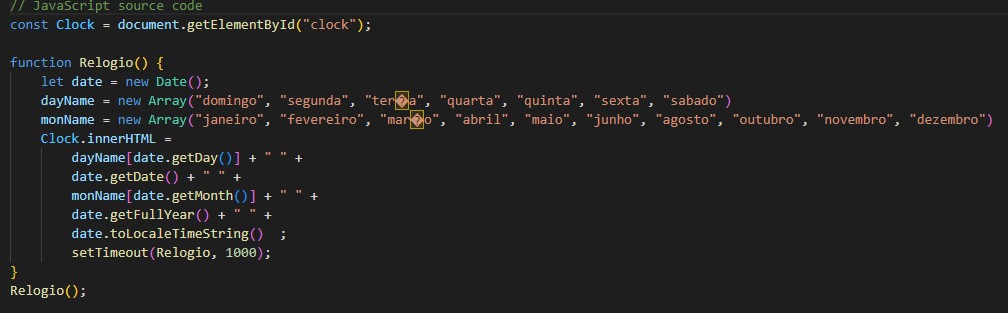 // JavaScript source code
const Clock = document.getElementById("clock");
function Relogio() {
let date = new Date();
dayName = new Array("domingo", "segunda", "ter�a", "quarta", "quinta", "sexta", "sabado")
monName = new Array("janeiro", "fevereiro", "mar�o", "abril", "maio", "junho", "agosto", "outubro", "novembro", "dezembro")
Clock.innerHTML =
dayName[date.getDay()] + " " +
date.getDate() + " " +
monName[date.getMonth()] + " " +
date.getFullYear() + " " +
date.toLocaleTimeString()  ;
setTimeout(Relogio, 1000);
}
Relogio();